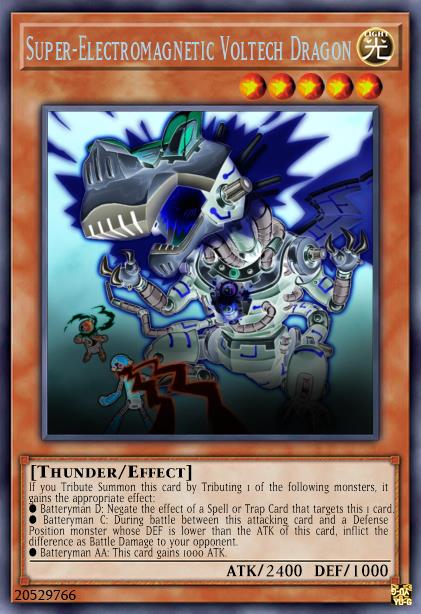 Super-Electromagnetic Voltech Dragon
LIGHT
光
[Thunder/Effect]
If you Tribute Summon this card by Tributing 1 of the following monsters, it
gains the appropriate effect:
● Batteryman D: Negate the effect of a Spell or Trap Card that targets this 1 card.
● Batteryman C: During battle between this attacking card and a Defense
Position monster whose DEF is lower than the ATK of this card, inflict the
difference as Battle Damage to your opponent.
● Batteryman AA: This card gains 1000 ATK.
ATK/2400 DEF/1000
20529766